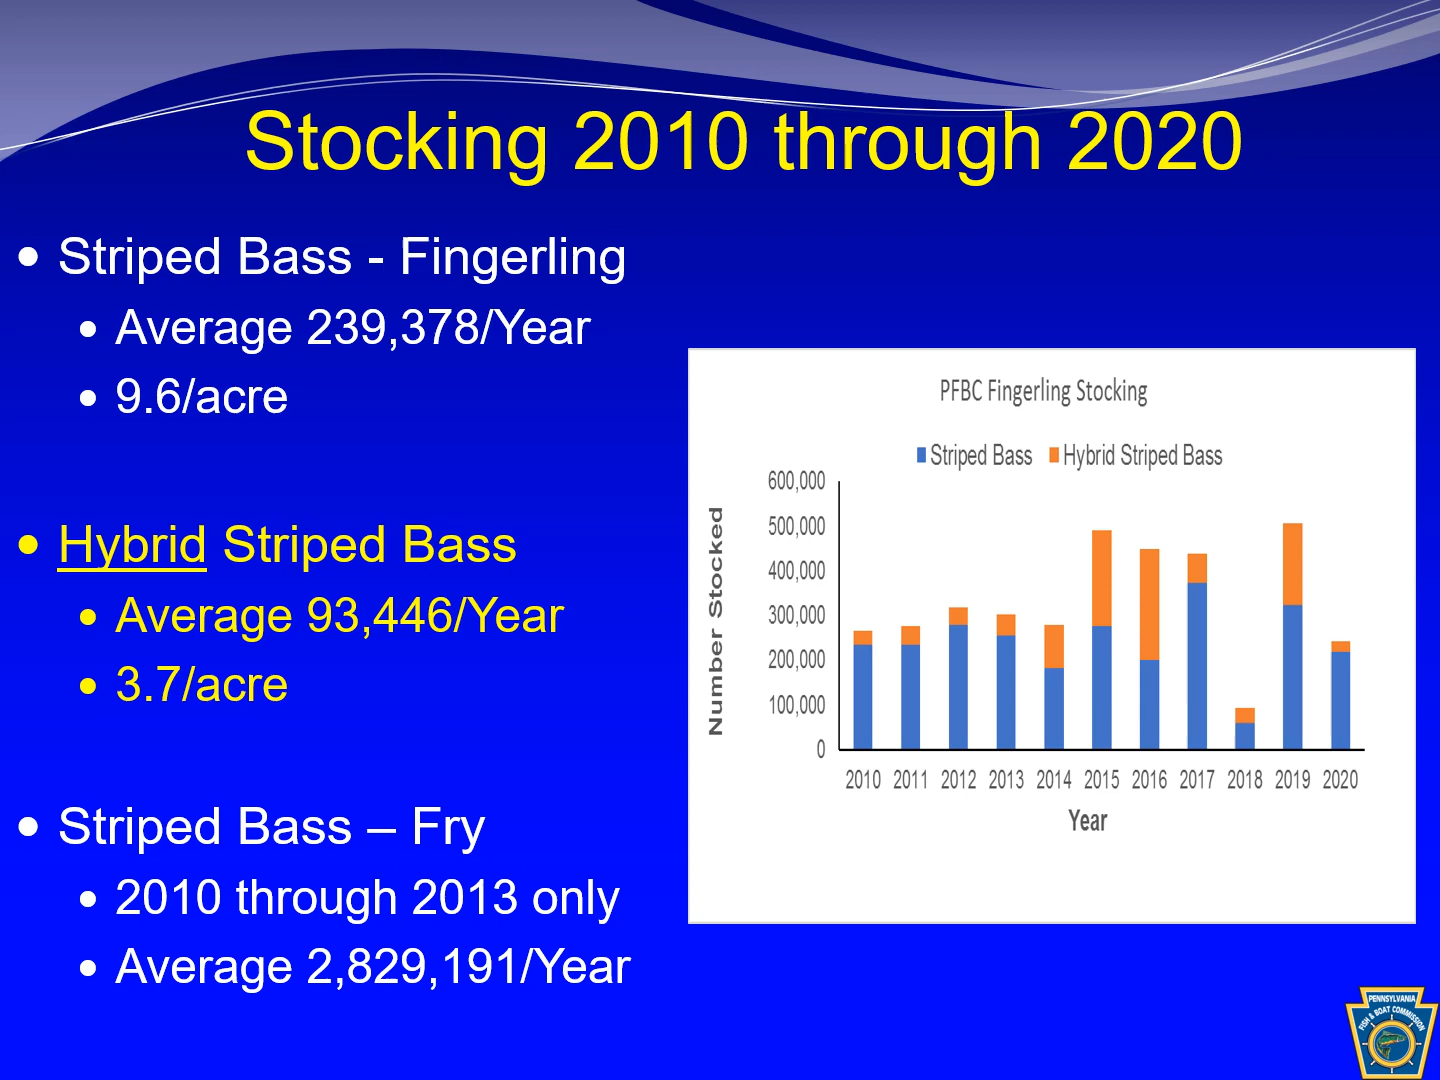 Stocking 2010 through 2020
• Striped Bass - Fingerling
• Average 239,378/Year
• 9.6/acre
• Hybrid Striped Bass
• Average 93,446/Year
• 3.7/acre
• Striped Bass – Fry
• 2010 through 2013 only
• Average 2,829,191/Year
PFBC Fingerling Stocking
Striped Bass Hybrid Striped Bass
Number Stocked
600,000
500,000
400,000
300,000
200,000
100,000
0
2010 2011 2012 2013 2014 2015 2016 2017 2018 2019 2020
Year
PENNSYLVANIA
FISH & BOAT COMMISSION